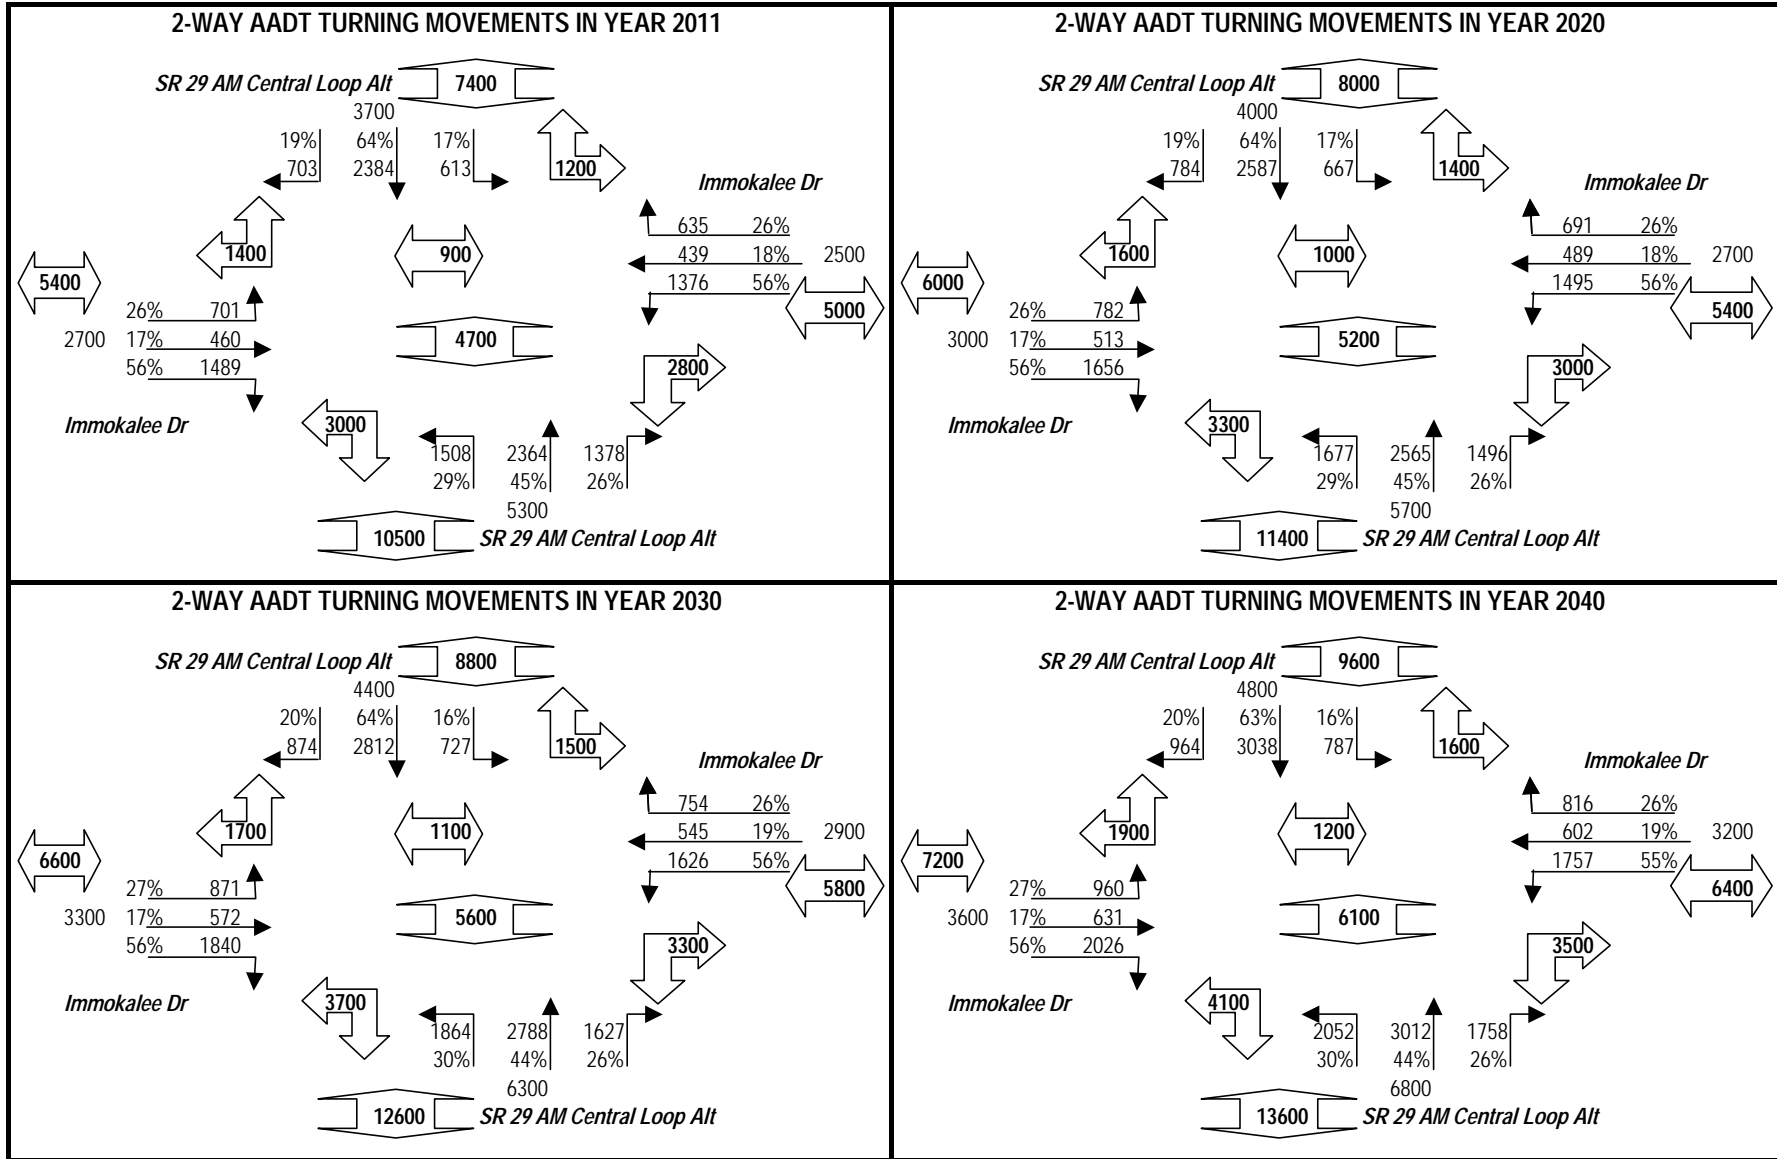 2-WAY AADT TURNING MOVEMENTS IN YEAR 2011
SR 29 AM Central Loop Alt 7400
3700
19% 64% 17%
703 2384 613 1200
Immokalee Dr
635 26%
1400 900 439 18% 2500
5400 1376 56%
26% 701 5000
2700 17% 460 4700
56% 1489 2800
Immokalee Dr 3000
1508 2364 1378
29% 45% 26%
5300
10500 SR 29 AM Central Loop Alt
2-WAY AADT TURNING MOVEMENTS IN YEAR 2020
SR 29 AM Central Loop Alt 8000
4000
19% 64% 17%
784 2587 667 1400
Immokalee Dr
691 26%
1600 1000 489 18% 2700
6000 1495 56%
26% 782 5400
3000 17% 513 5200
56% 1656 3000
Immokalee Dr 3300
1677 2565 1496
29% 45% 26%
5700
11400 SR 29 AM Central Loop Alt
2-WAY AADT TURNING MOVEMENTS IN YEAR 2030
SR 29 AM Central Loop Alt 8800
4400
20% 64% 16%
874 2812 727 1500
Immokalee Dr
754 26%
1700 1100 545 19% 2900
6600 1626 56%
27% 871 5800
3300 17% 572 5600
56% 1840 3300
Immokalee Dr 3700
1864 2788 1627
30% 44% 26%
6300
12600 SR 29 AM Central Loop Alt
2-WAY AADT TURNING MOVEMENTS IN YEAR 2040
SR 29 AM Central Loop Alt 9600
4800
20% 63% 16%
964 3038 787 1600
Immokalee Dr
816 26%
1900 1200 602 19% 3200
7200 1757 55%
27% 960 6400
3600 17% 631 6100
56% 2026 3500
Immokalee Dr 4100
2052 3012 1758
30% 44% 26%
6800
13600 SR 29 AM Central Loop Alt